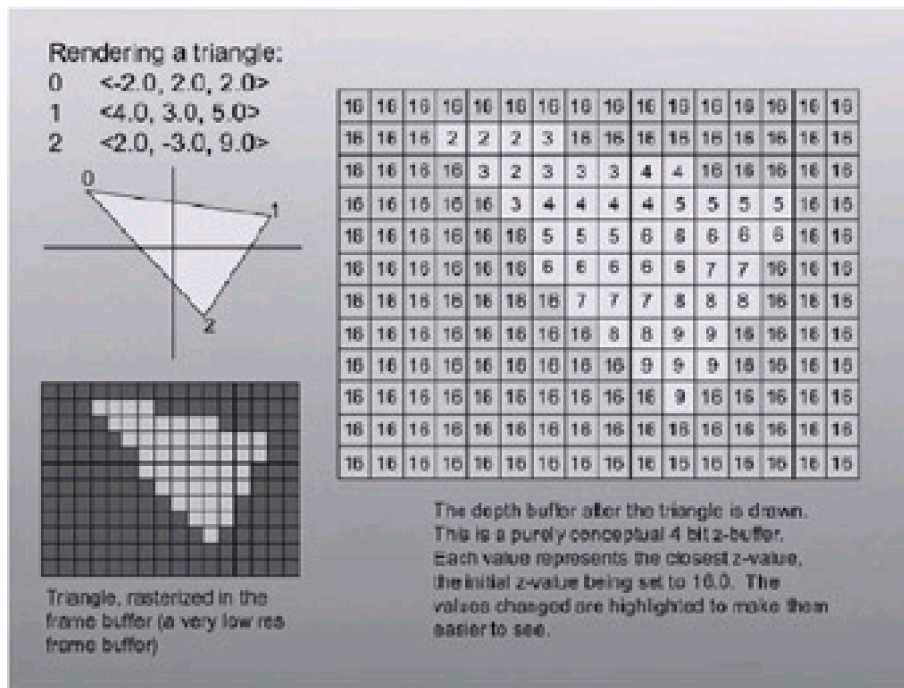 Rendering a triangle:
0 <-2.0, 2.0, 2.0>
1 <4.0, 3.0, 5.0>
2 <2.0, -3.0, 9.0>
0
1
2
16 16 16 16 16 16 16 16 16 16 16 16 16 16 16 16
16 16 16 2 2 2 3 16 16 16 16 16 16 16 16 16
16 16 16 16 3 2 3 3 3 4 4 16 16 16 16 16
16 16 16 16 16 3 4 4 4 4 5 5 5 5 16 16
16 16 16 16 16 16 5 5 5 6 6 6 6 6 16 16
16 16 16 16 16 16 6 6 6 6 6 7 7 16 16 16
16 16 16 16 16 16 16 7 7 7 8 8 8 16 16 16
16 16 16 16 16 16 16 16 8 8 9 9 16 16 16 16
16 16 16 16 16 16 16 16 16 9 9 9 16 16 16 16
16 16 16 16 16 16 16 16 16 16 9 16 16 16 16 16
16 16 16 16 16 16 16 16 16 16 16 16 16 16 16 16
16 16 16 16 16 16 16 16 16 16 16 16 16 16 16 16
Triangle, rasterized in the
frame buffer (a very low res
frame buffer)
The depth buffer after the triangle is drawn.
This is a purely conceptual 4 bit z-buffer.
Each value represents the closest z-value,
the initial z-value being set to 16.0. The
values changed are highlighted to make them
easier to see.